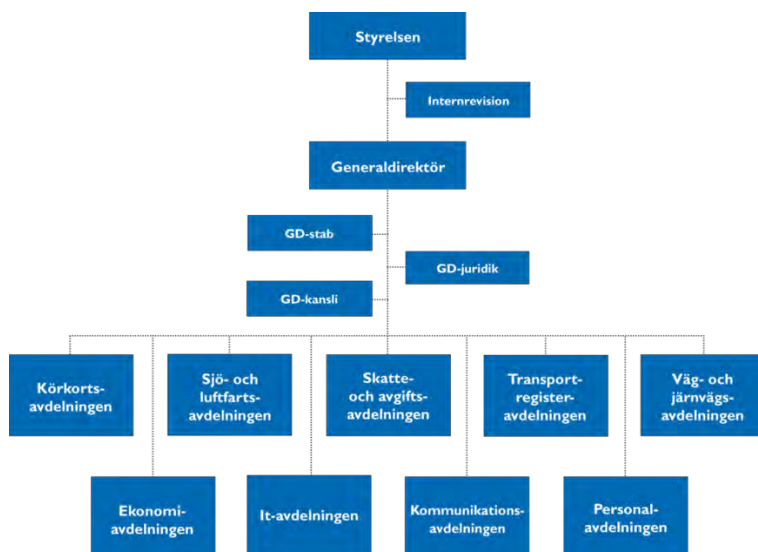 Styrelsen
Internrevision
Generaldirektör
GD-stab
GD-juridik
GD-kansli
Körkorts-
avdelningen
Sjö- och
luftfarts-
avdelningen
Skatte-
och avgifts-
avdelningen
Transport-
register-
avdelningen
Väg- och
järnvägs-
avdelningen
Ekonomi-
avdelningen
It-avdelningen
Kommunikations-
avdelningen
Personal-
avdelningen